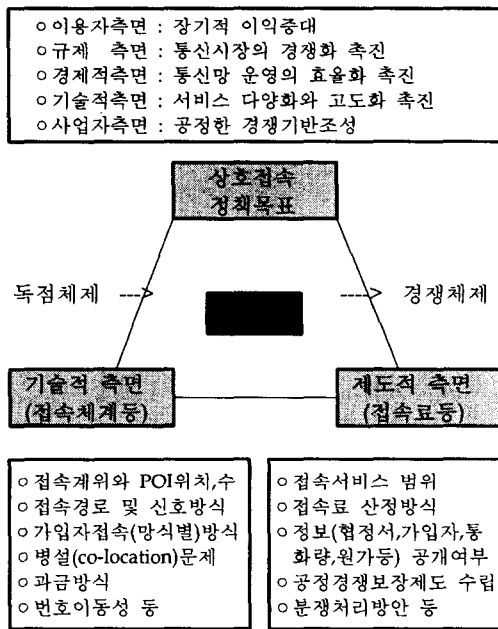 ○이용자측면 : 장기적 이익증대
○규제 측면 : 통신시장의 경쟁화 촉진
○경제적측면 : 통신망 운영의 효율화 촉진
○기술적측면 : 서비스 다양화와 고도화 촉진
○사업자측면 : 공정한 경쟁기반조성
상호접속
정책목표
독점체제 ---> ---> 경쟁체제
기술적 측면
(접속체계등)
제도적 측면
(접속료등)
○접속계위와 POI위치,수
○접속경로 및 신호방식
○가입자접속(망식별)방식
○병설(co-location)문제
○과금방식
○번호이동성 등
○접속서비스 범위
○접속료 산정방식
○정보(협정서,가입자,통
화량,원가등) 공개여부
○공정경쟁보장제도 수립
○분쟁처리방안 등